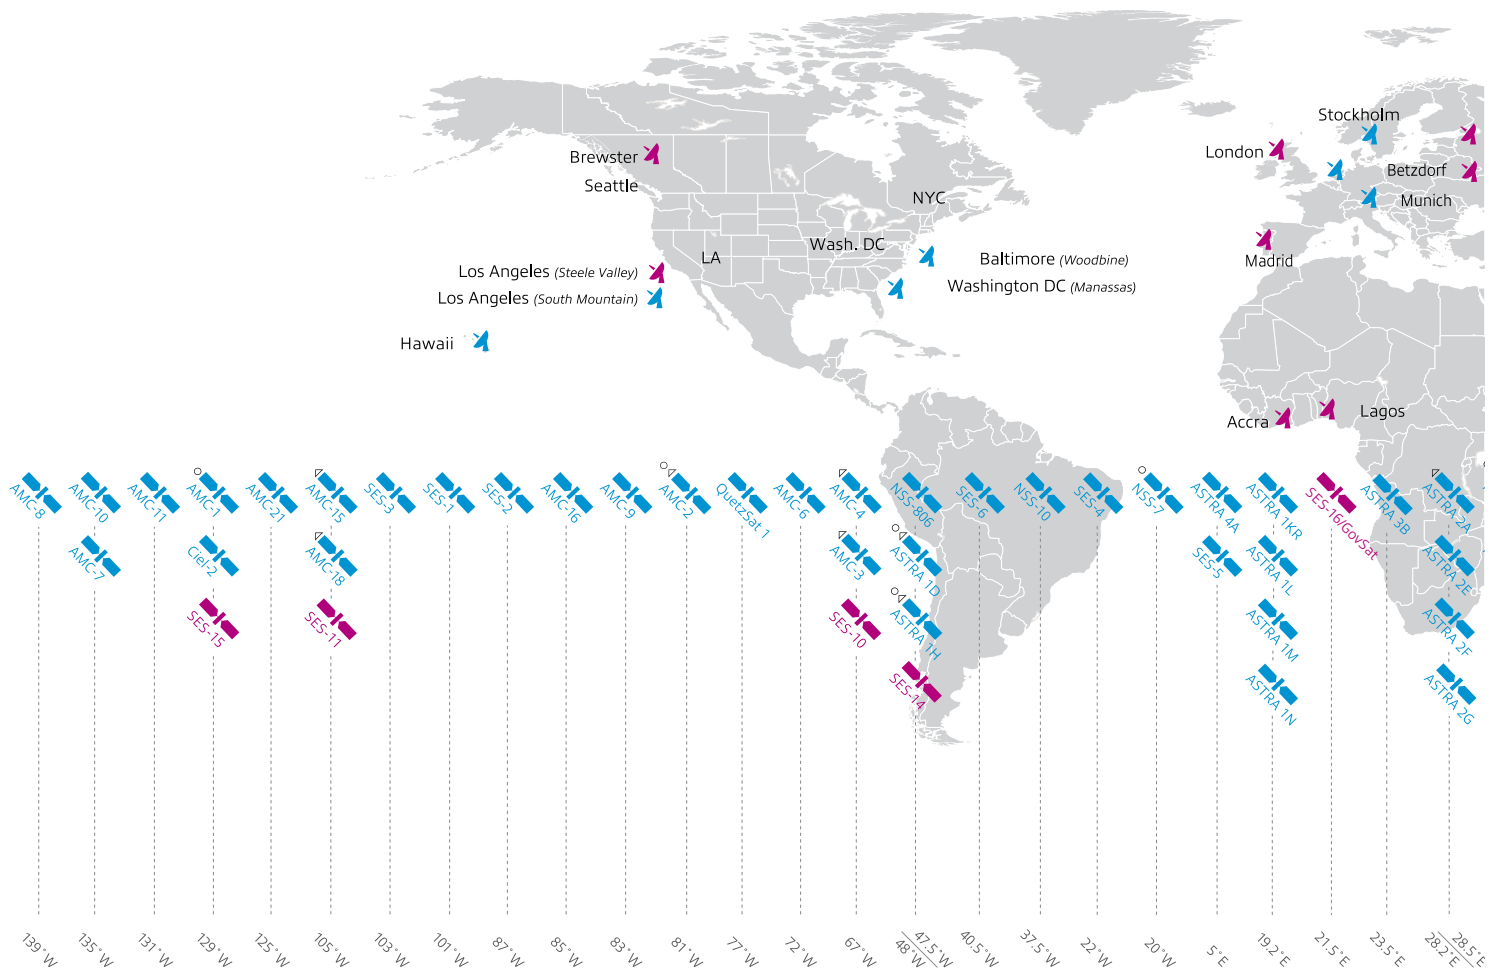 Stockholm
London
Brewster
Betzdorf
Seattle
NYC
Munich
Wash. DC
LA
Baltimore (Woodbine)
Madrid
Los Angeles (Steele Valley)
Washington DC (Manassas)
Los Angeles (South Mountain)
Hawaii
Accra
Lagos
AMC-8
AMC-10
AMC-11
AMC-1
AMC-21
AMC-15
SES-3
SES-1
SES-2
AMC-16
AMC-9
AMC-2
QuetzSat 1
AMC-6
AMC-4
NSS-806
SES-6
NSS-10
SES-4
NSS-7
ASTRA 4A
ASTRA 1KR
SES-16/GovSat
ASTRA 3B
ASTRA 2A
AMC-7
Ciel-2
AMC-18
AMC-3
ASTRA 1D
SES-5
ASTRA 1L
ASTRA 2E
SES-15
SES-11
SES-10
ASTRA 1H
ASTRA 1M
ASTRA 2F
SES-14
ASTRA 1N
ASTRA 2G
139°W
135°W
131°W
129°W
125°W
105°W
103°W
101°W
87°W
85°W
83°W
81°W
77°W
72°W
67°W
47.5°W
48°W
40.5°W
37.5°W
22°W
20°W
5°E
19.2°E
21.5°E
23.5°E
28.5°E
28.2°E